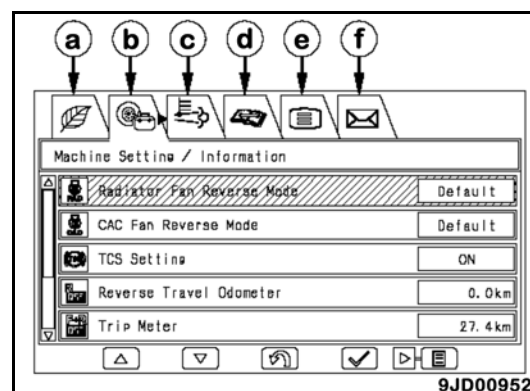 a b c d e f
Machine Setting / Information
Radiator Fan Reverse Mode Default
CAC Fan Reverse Mode Default
TCS Setting ON
Reverse Travel Odometer 0.0km
Trip Meter 27.4km
9JD00952